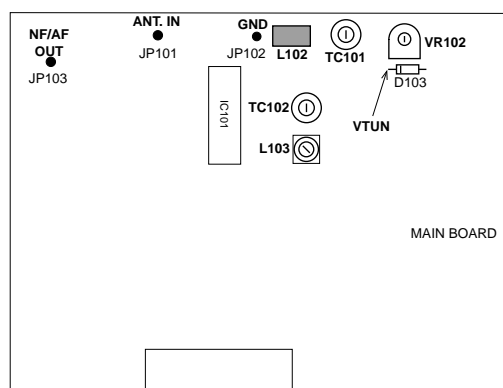 NF/AF
OUT
JP103
ANT. IN
JP101
GND
JP102
L102
TC101
VR102
D103
VTUN
IC101
TC102
L103
MAIN BOARD